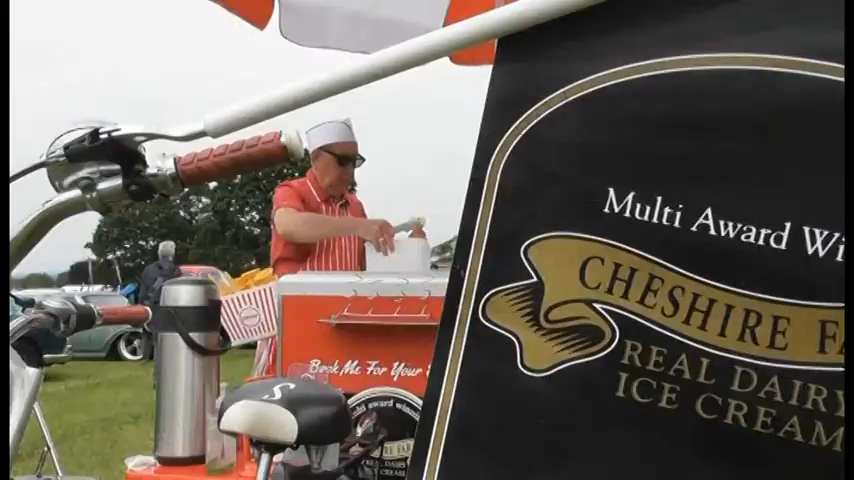 Multi Award Wi
CHESHIRE FA
REAL DAIRY
ICE CREAM
Book Me For Your